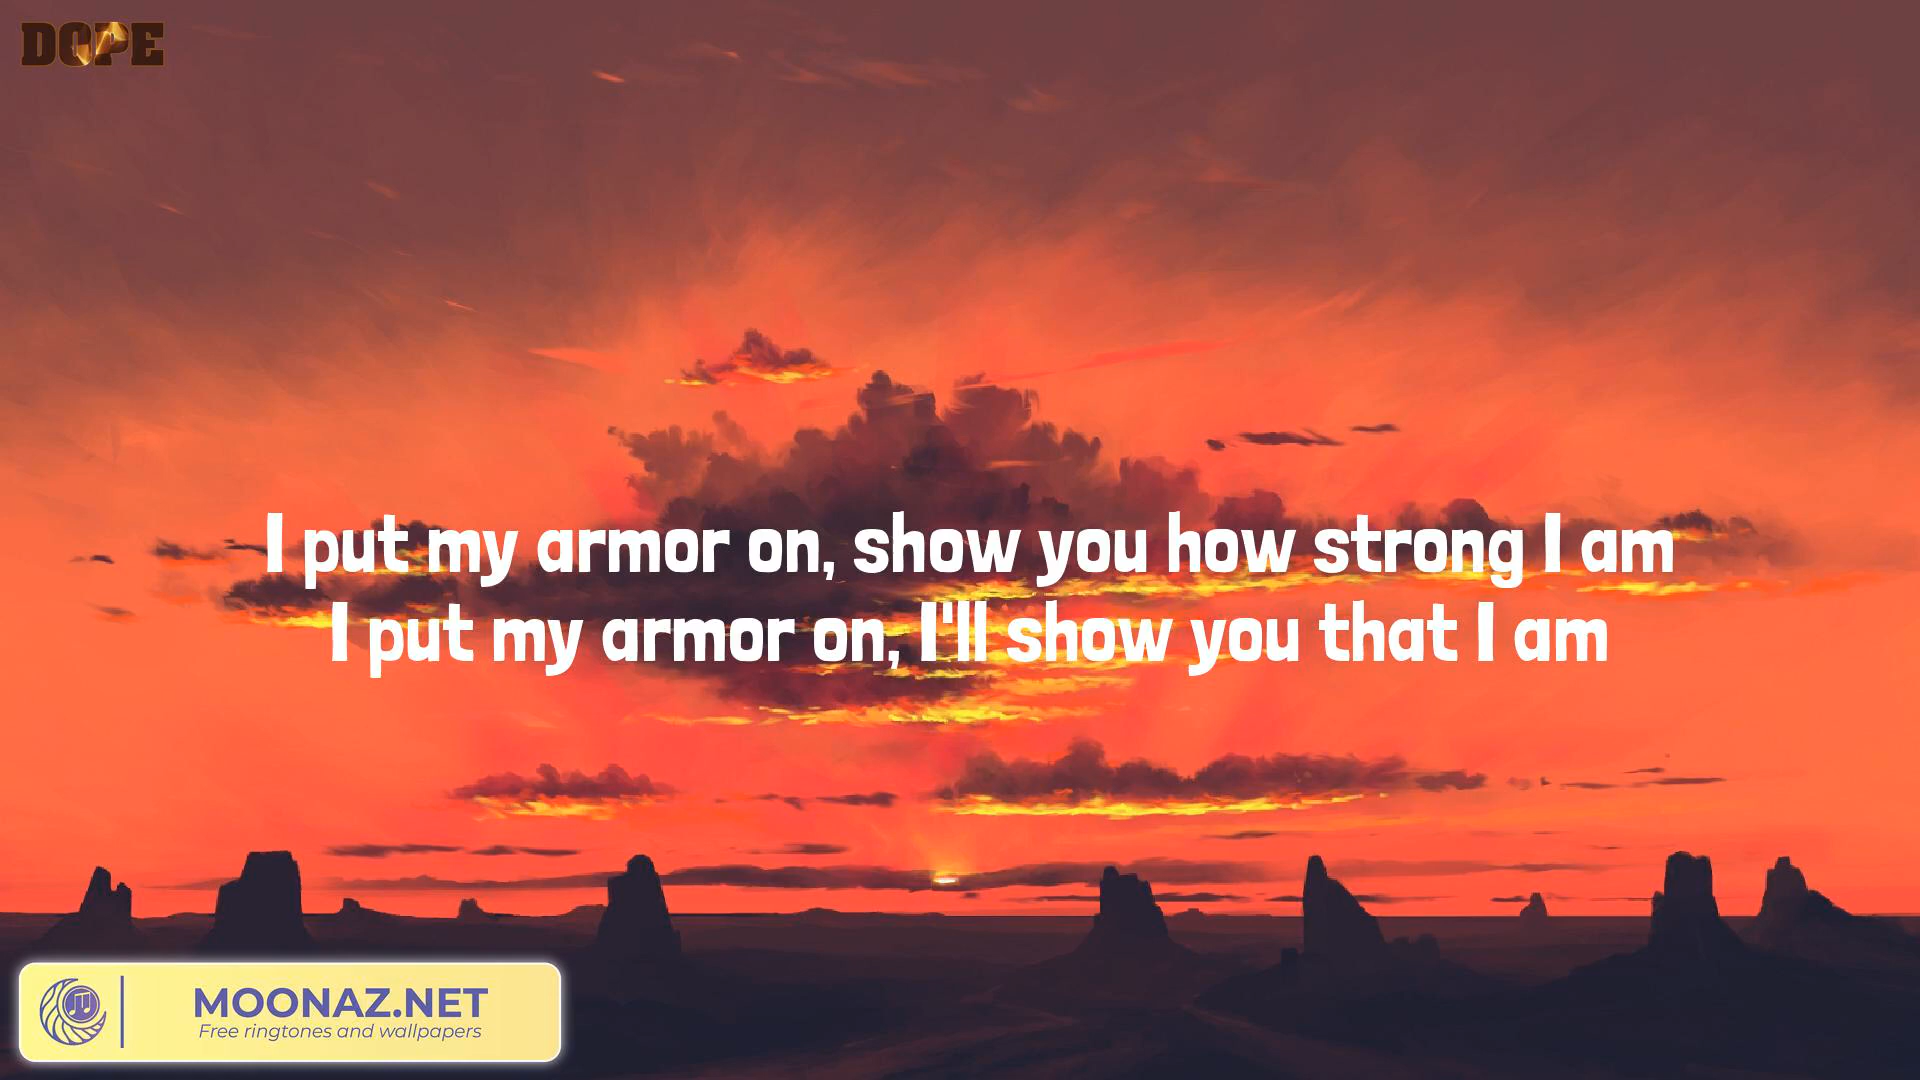 DOPE
I put my armor on, show you how strong I am
I put my armor on, I'll show you that I am
MOONAZ.NET
Free ringtones and wallpapers